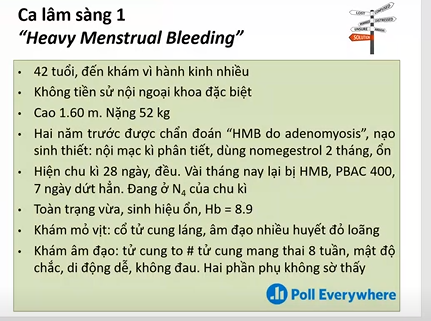 Ca lâm sàng 1
“Heavy Menstrual Bleeding”
• 42 tuổi, đến khám vì hành kinh nhiều
• Không tiền sử nội ngoại khoa đặc biệt
• Cao 1.60 m. Nặng 52 kg
• Hai năm trước được chẩn đoán “HMB do adenomyosis”, nạo
sinh thiết: nội mạc kì phân tiết, dùng nomegestrol 2 tháng, ổn
• Hiện chu kì 28 ngày, đều. Vài tháng nay lại bị HMB, PBAC 400,
7 ngày dứt hẳn. Đang ở N4 của chu kì
• Toàn trạng vừa, sinh hiệu ổn, Hb = 8.9
• Khám mỏ vịt: cổ tử cung láng, âm đạo nhiều huyết đỏ loãng
• Khám âm đạo: tử cung to # tử cung mang thai 8 tuần, mật độ
chắc, di động dễ, không đau. Hai phần phụ không sờ thấy
Poll Everywhere